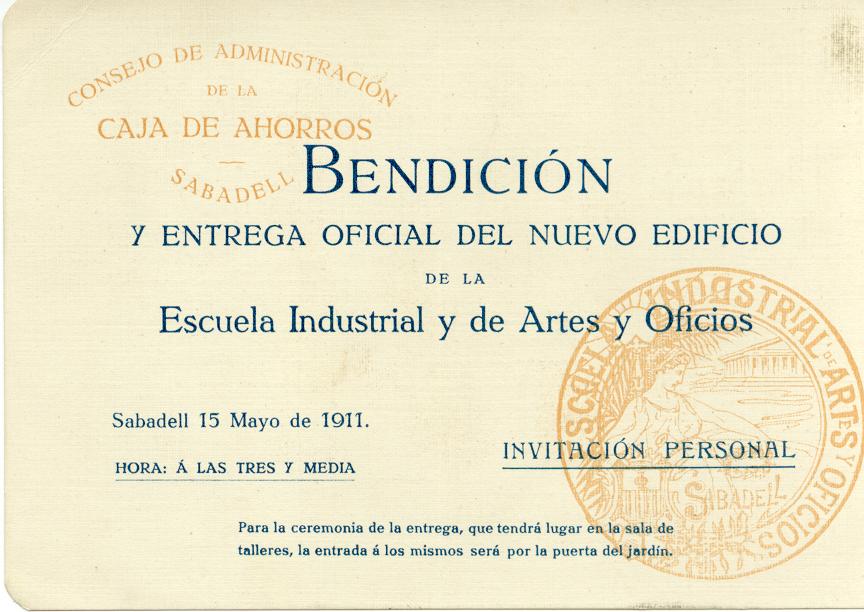 CONSEJO DE ADMINISTRACIÓN
DE LA
CAJA DE AHORROS
SABADELL
BENDICIÓN
Y ENTREGA OFICIAL DEL NUEVO EDIFICIO
DE LA
Escuela Industrial y de Artes y Oficios
ESCUELA INDUSTRIAL Y DE ARTES Y OFICIOS
SABADELL
Sabadell 15 Mayo de 1911.
HORA: Á LAS TRES Y MEDIA
INVITACIÓN PERSONAL
Para la ceremonia de la entrega, que tendrá lugar en la sala de
talleres, la entrada á los mismos será por la puerta del jardín.